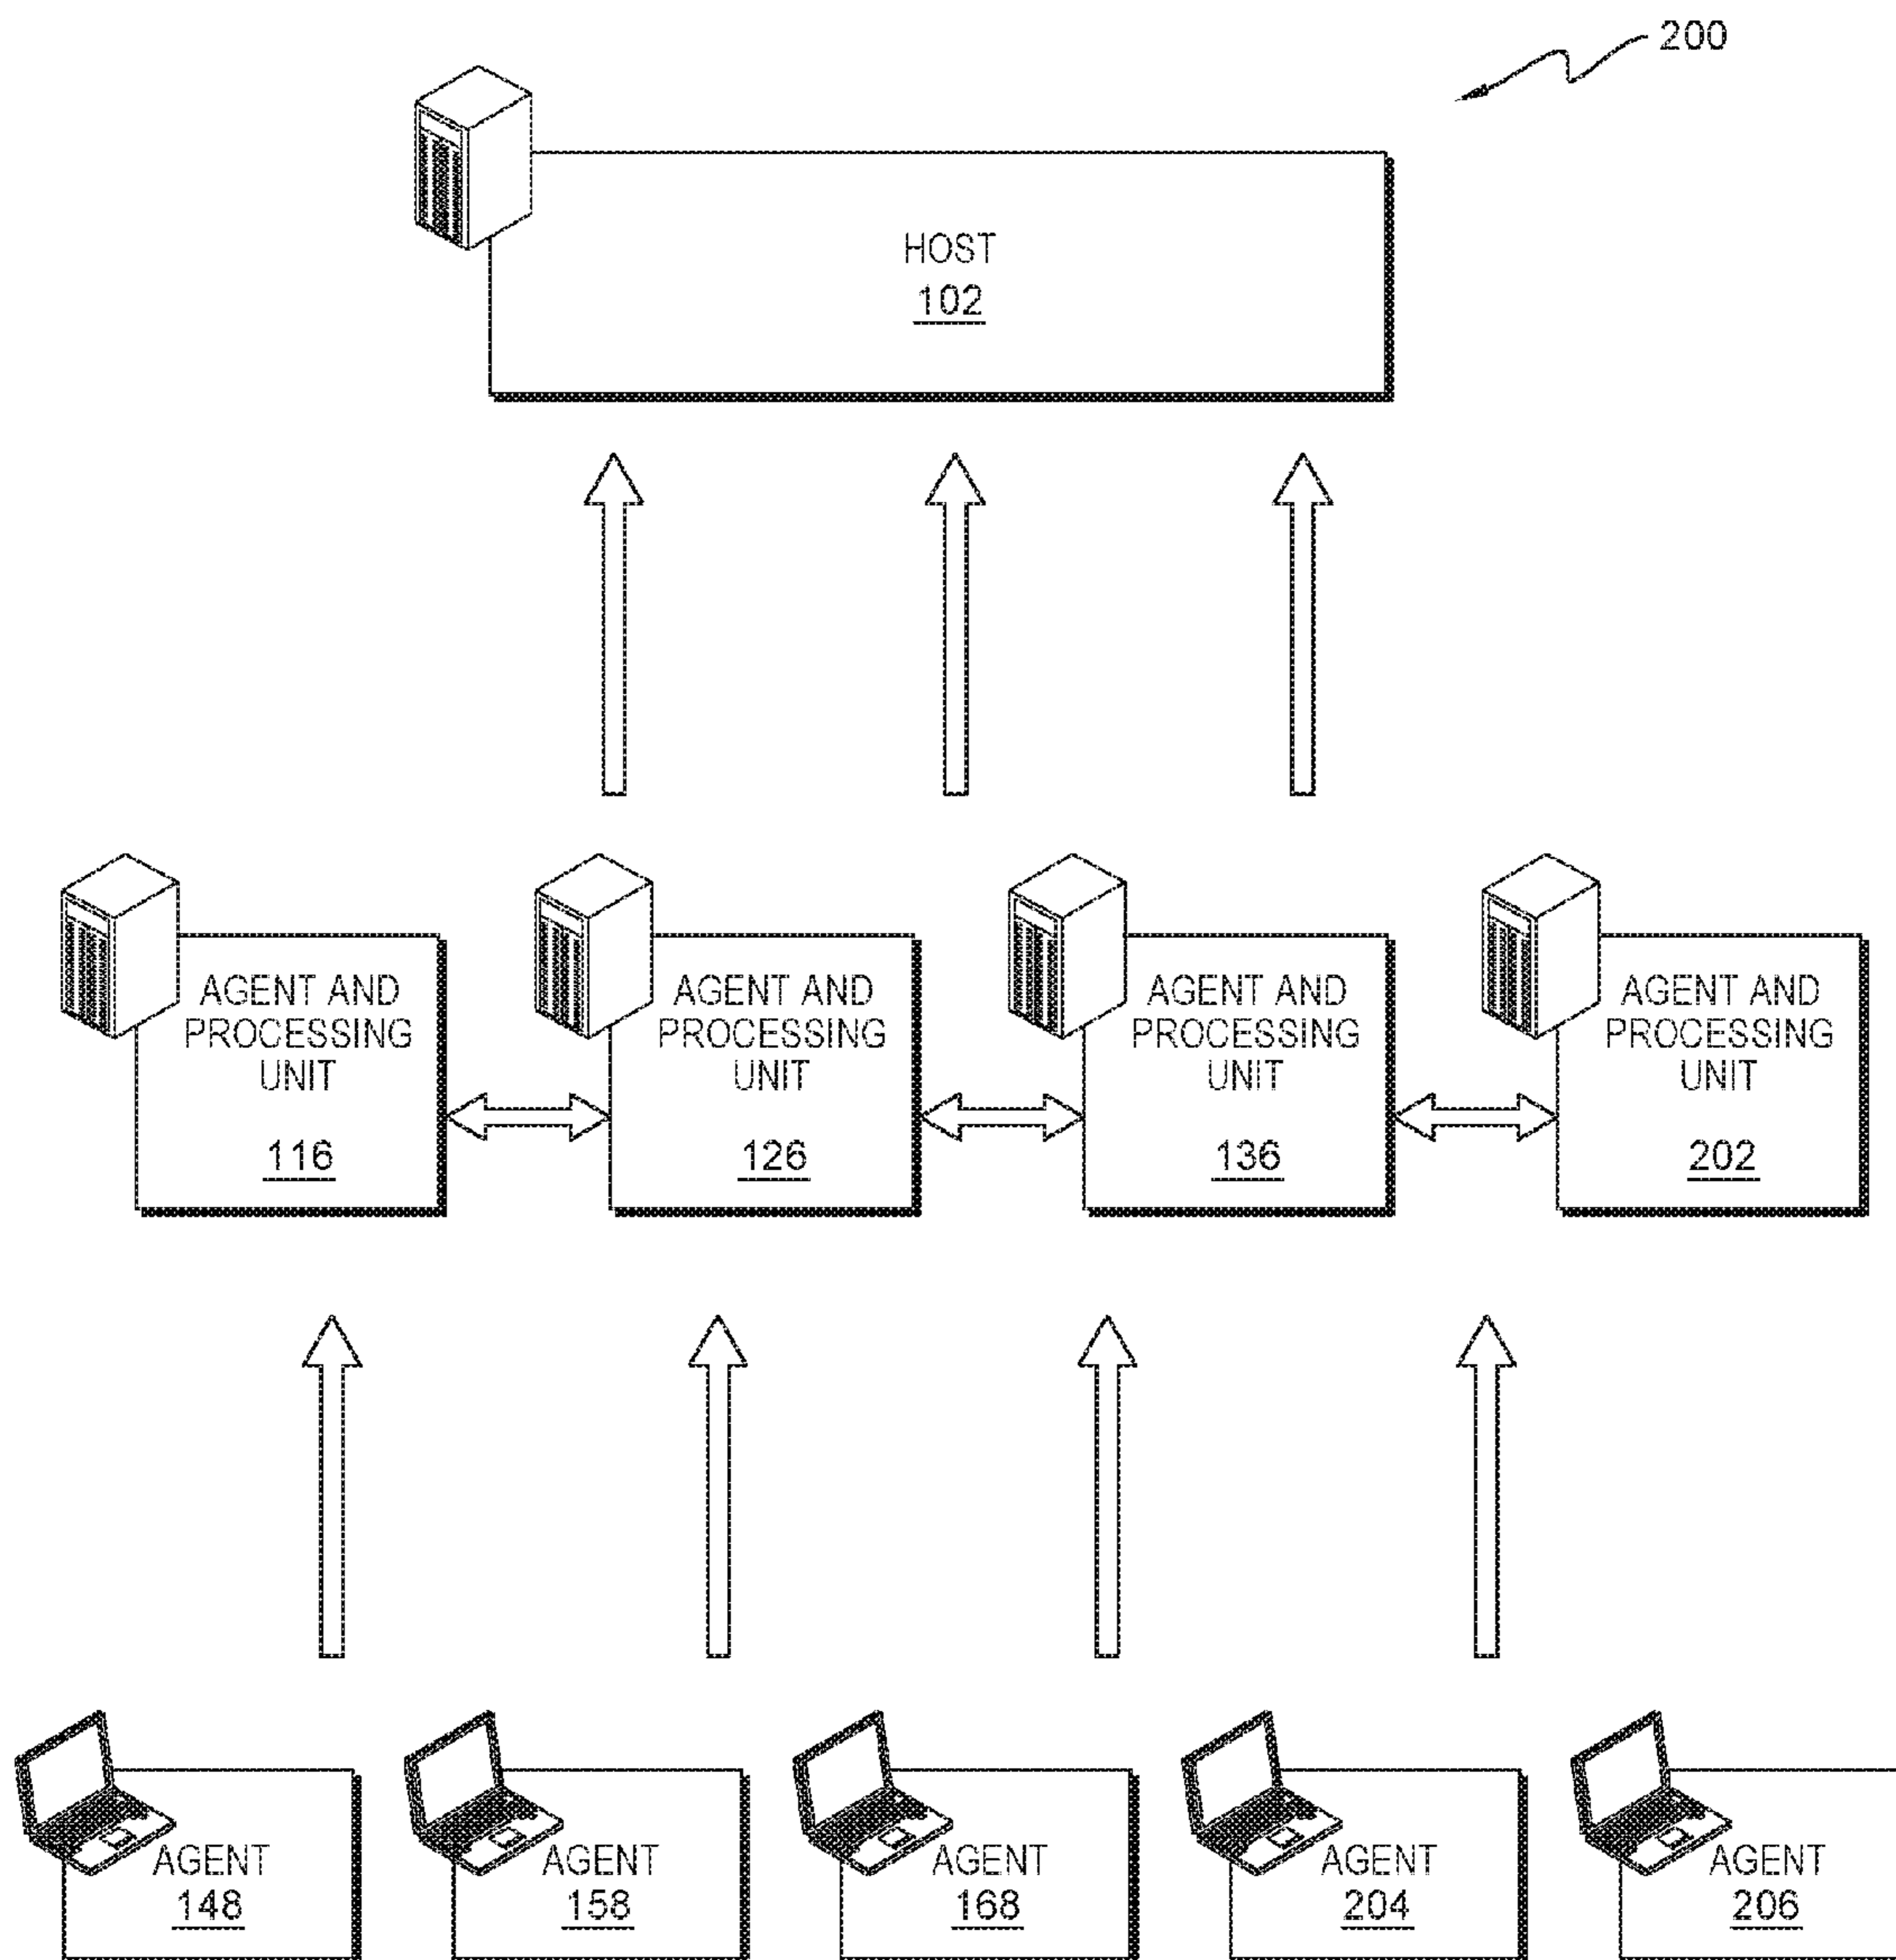 200
HOST
102
AGENT AND
PROCESSING
UNIT
116
AGENT AND
PROCESSING
UNIT
126
AGENT AND
PROCESSING
UNIT
136
AGENT AND
PROCESSING
UNIT
202
AGENT
148
AGENT
158
AGENT
168
AGENT
204
AGENT
206